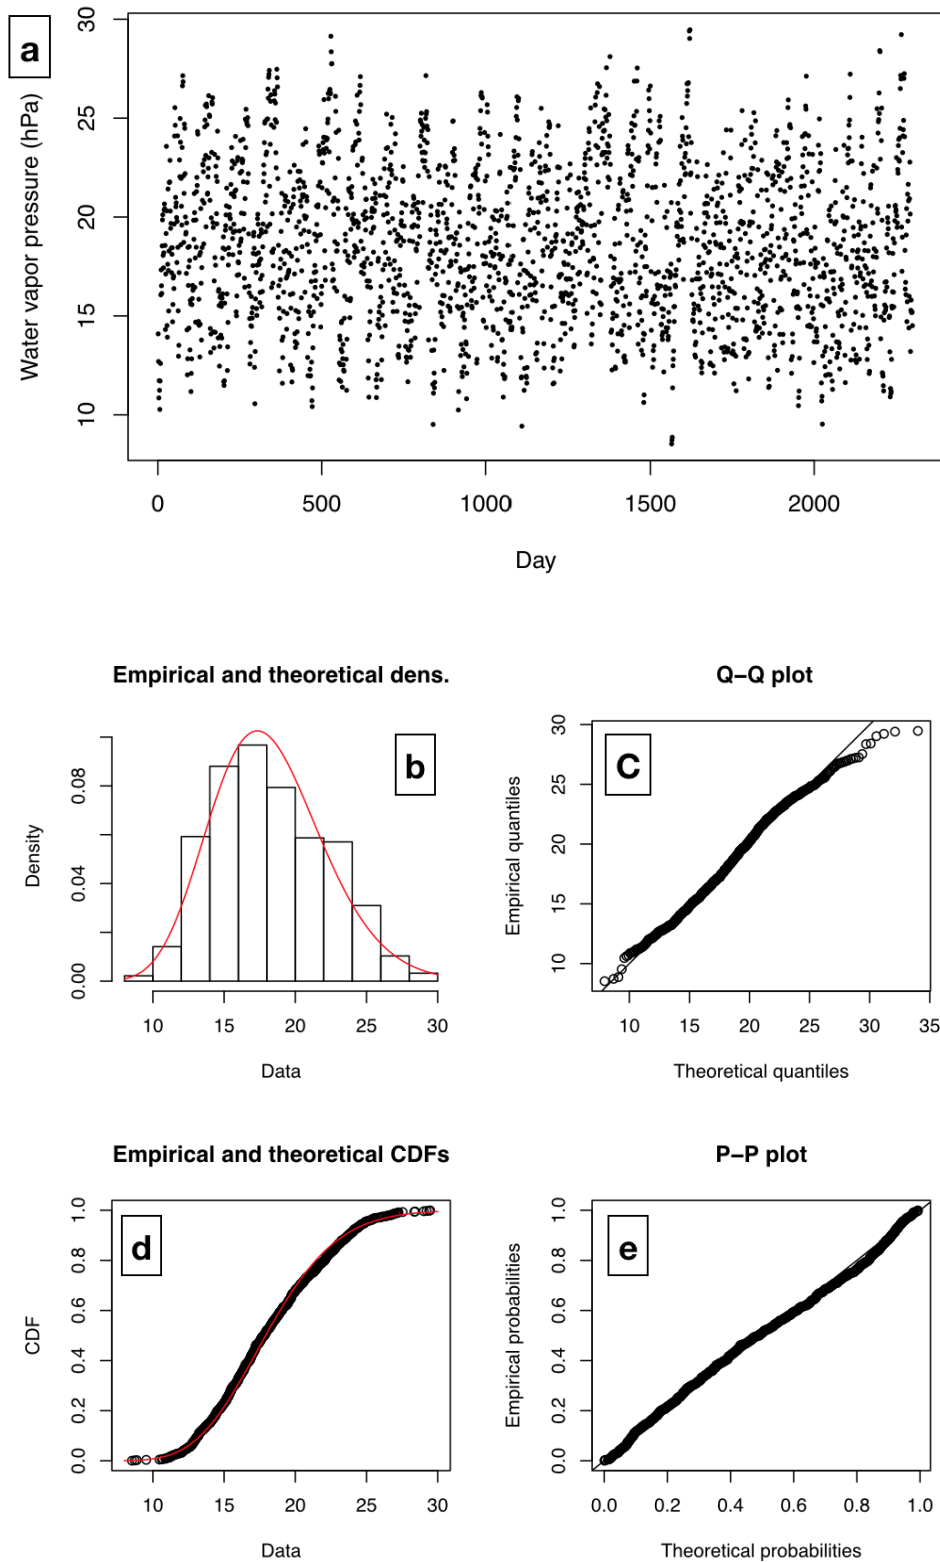 a
Water vapor pressure (hPa)
30
25
20
15
10
0 500 1000 1500 2000
Day
Empirical and theoretical dens.
b
Density
0.08
0.04
0.00
10 15 20 25 30
Data
Q–Q plot
C
Empirical quantiles
30
25
20
15
10
10 15 20 25 30 35
Theoretical quantiles
Empirical and theoretical CDFs
d
CDF
1.0
0.8
0.6
0.4
0.2
0.0
10 15 20 25 30
Data
P–P plot
e
Empirical probabilities
1.0
0.8
0.6
0.4
0.2
0.0
0.0 0.2 0.4 0.6 0.8 1.0
Theoretical probabilities